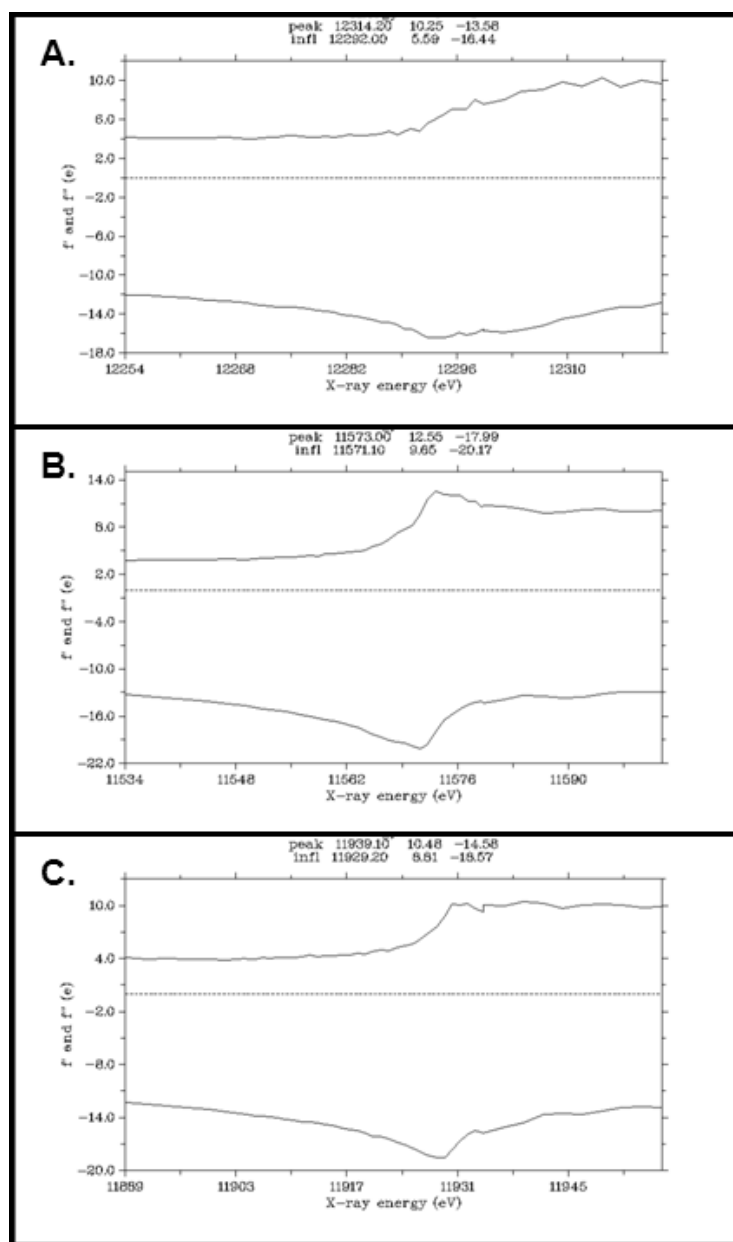 A.
peak 12314.20 10.25 −13.58
infl 12292.00 5.59 −16.44
10.0
6.0
2.0
−2.0
−6.0
−10.0
−14.0
−18.0
f' and f'' (e)
12254 12268 12282 12296 12310
X−ray energy (eV)
B.
peak 11573.00 12.55 −17.99
infl 11571.10 9.65 −20.17
14.0
8.0
2.0
−4.0
−10.0
−16.0
−22.0
f' and f'' (e)
11534 11548 11562 11576 11590
X−ray energy (eV)
C.
peak 11939.10 10.48 −14.58
infl 11929.20 8.81 −18.57
10.0
4.0
−2.0
−8.0
−14.0
−20.0
f' and f'' (e)
11889 11903 11917 11931 11945
X−ray energy (eV)